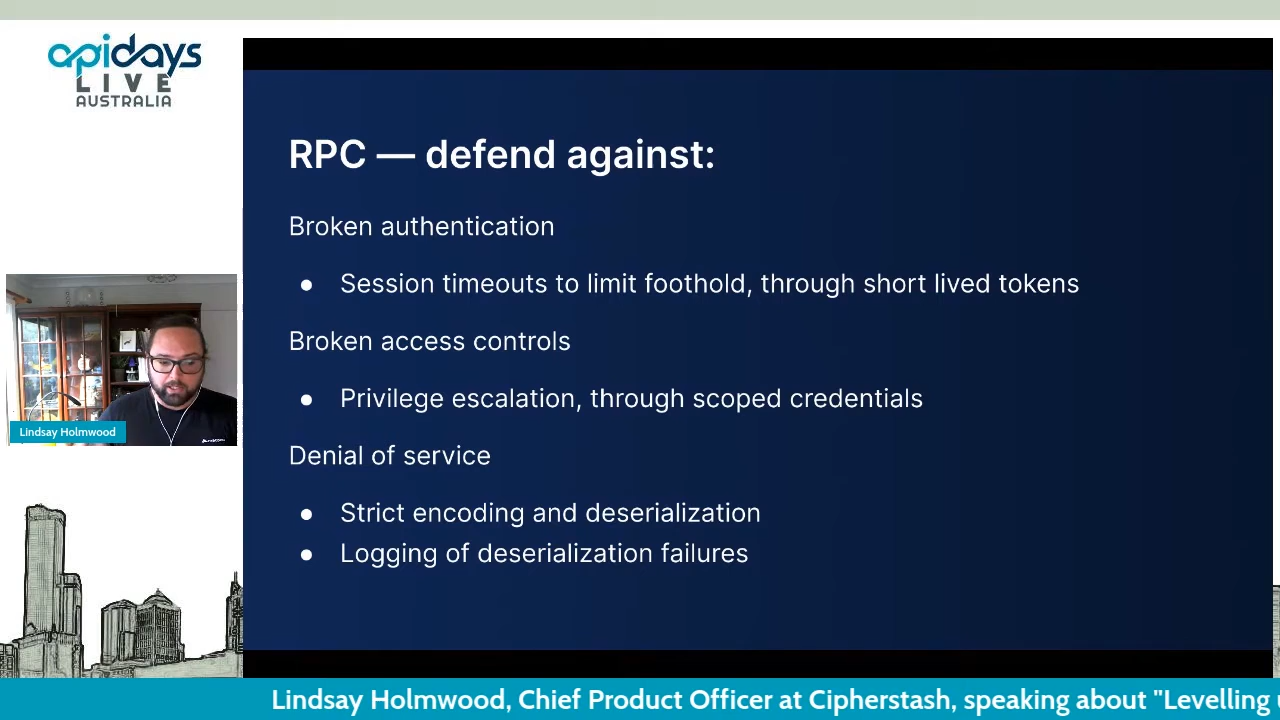 apidays
LIVE
AUSTRALIA
RPC — defend against:
Broken authentication
● Session timeouts to limit foothold, through short lived tokens
Broken access controls
● Privilege escalation, through scoped credentials
Denial of service
● Strict encoding and deserialization
● Logging of deserialization failures
Lindsay Holmwood
Lindsay Holmwood, Chief Product Officer at Cipherstash, speaking about "Levelling